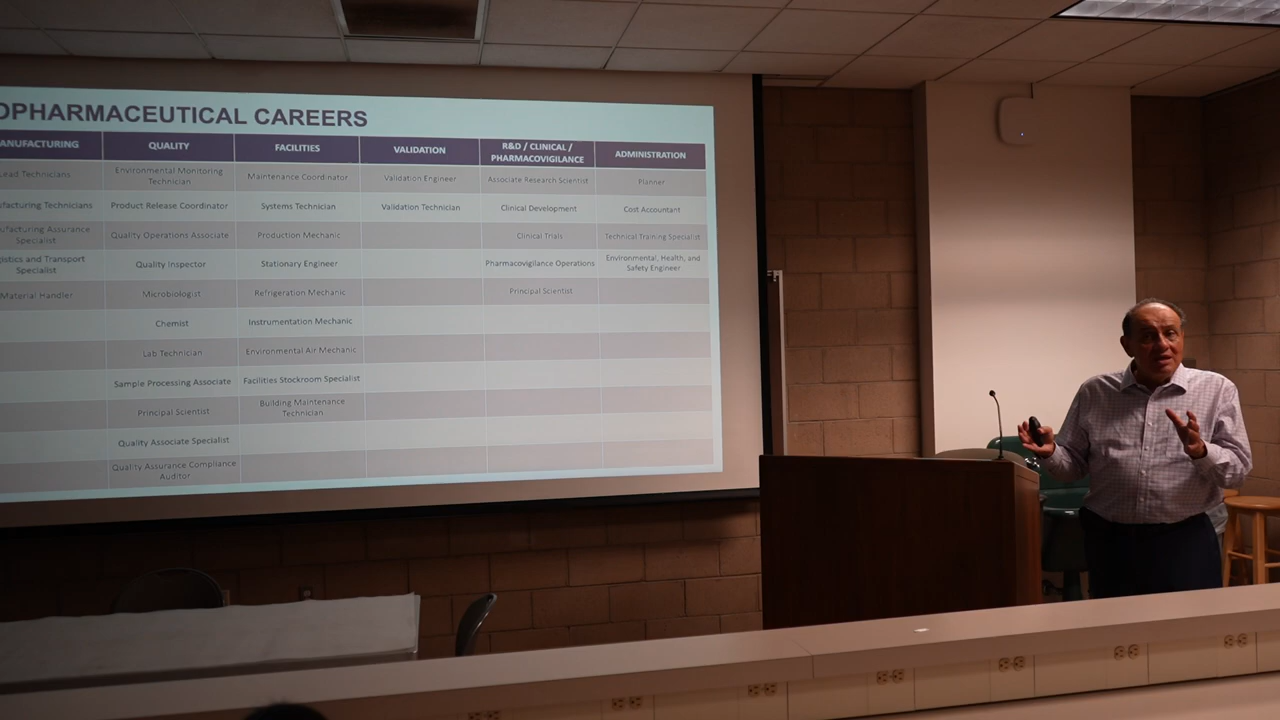 OPHARMACEUTICAL CAREERS
ANUFACTURING QUALITY FACILITIES VALIDATION R&D / CLINICAL / PHARMACOVIGILANCE ADMINISTRATION
ead Technicians Environmental Monitoring Technician Maintenance Coordinator Validation Engineer Associate Research Scientist Planner
facturing Technicians Product Release Coordinator Systems Technician Validation Technician Clinical Development Cost Accountant
ufacturing Assurance Specialist Quality Operations Associate Production Mechanic Clinical Trials Technical Training Specialist
gistics and Transport Specialist Quality Inspector Stationary Engineer Pharmacovigilance Operations Environmental, Health, and Safety Engineer
Material Handler Microbiologist Refrigeration Mechanic Principal Scientist
Chemist Instrumentation Mechanic
Lab Technician Environmental Air Mechanic
Sample Processing Associate Facilities Stockroom Specialist
Principal Scientist Building Maintenance Technician
Quality Associate Specialist
Quality Assurance Compliance Auditor